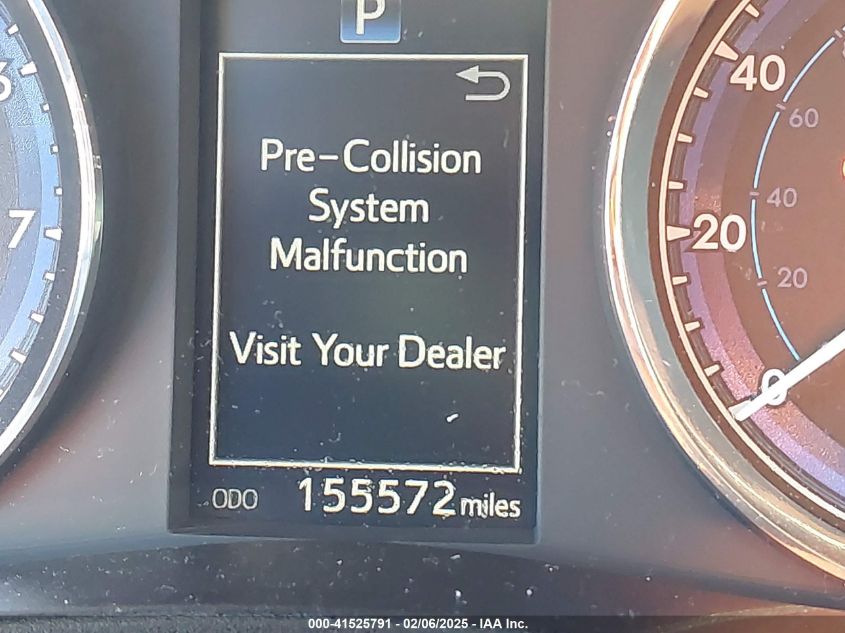 P
Pre-Collision
System
Malfunction
Visit Your Dealer
ODO 155572 miles
6
7
40
20
0
60
40
20
000-41525791 - 02/06/2025 - IAA Inc.